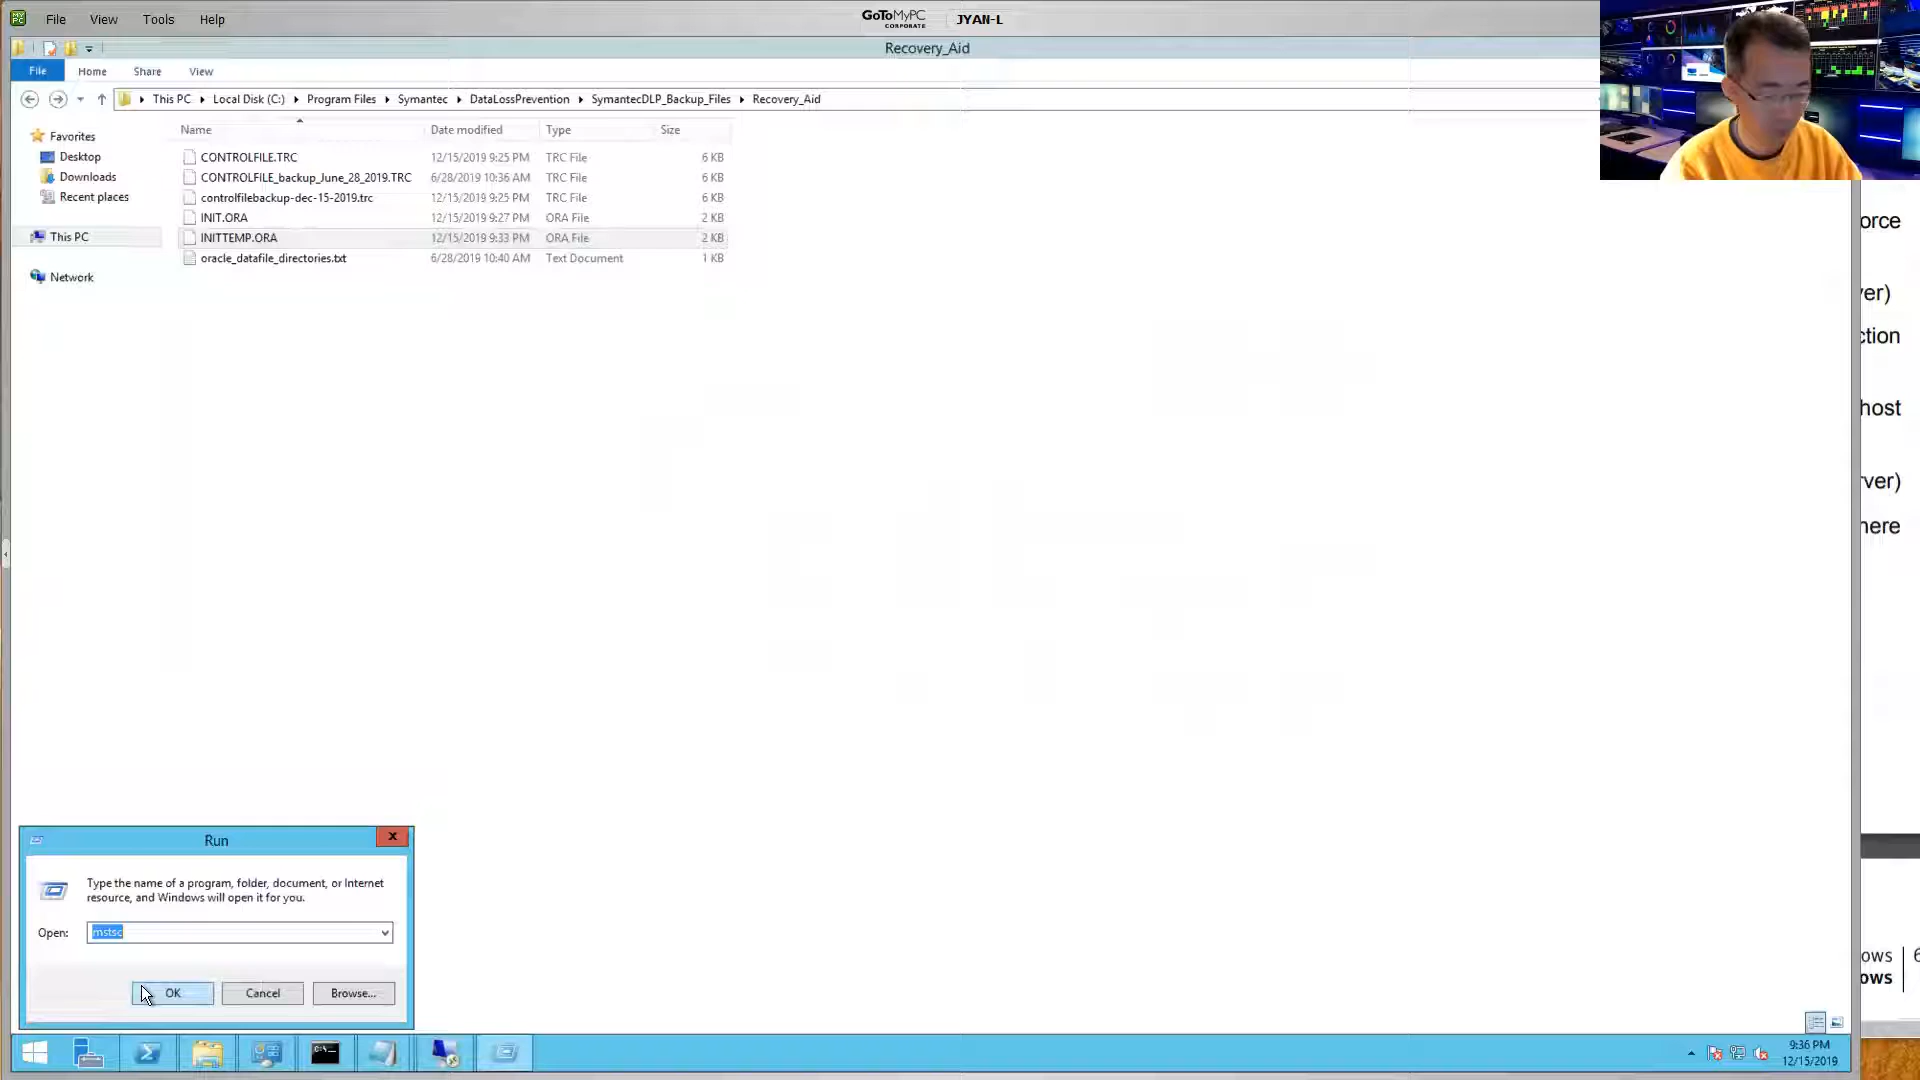 File View Tools Help
GoToMyPC
CORPORATE
JYAN-L
Recovery_Aid
File Home Share View
This PC Local Disk (C:) Program Files Symantec DataLossPrevention SymantecDLP_Backup_Files Recovery_Aid
Name Date modified Type Size
Favorites
Desktop
Downloads
Recent places
This PC
Network
CONTROLFILE.TRC 12/15/2019 9:25 PM TRC File 6 KB
CONTROLFILE_backup_June_28_2019.TRC 6/28/2019 10:36 AM TRC File 6 KB
controlfilebackup-dec-15-2019.trc 12/15/2019 9:25 PM TRC File 6 KB
INIT.ORA 12/15/2019 9:27 PM ORA File 2 KB
INITTEMP.ORA 12/15/2019 9:33 PM ORA File 2 KB
oracle_datafile_directories.txt 6/28/2019 10:40 AM Text Document 1 KB
orce
ver)
ction
host
rver)
here
Run
Type the name of a program, folder, document, or Internet
resource, and Windows will open it for you.
Open: mstsc
OK Cancel Browse...
ows 6
ows
9:36 PM
12/15/2019